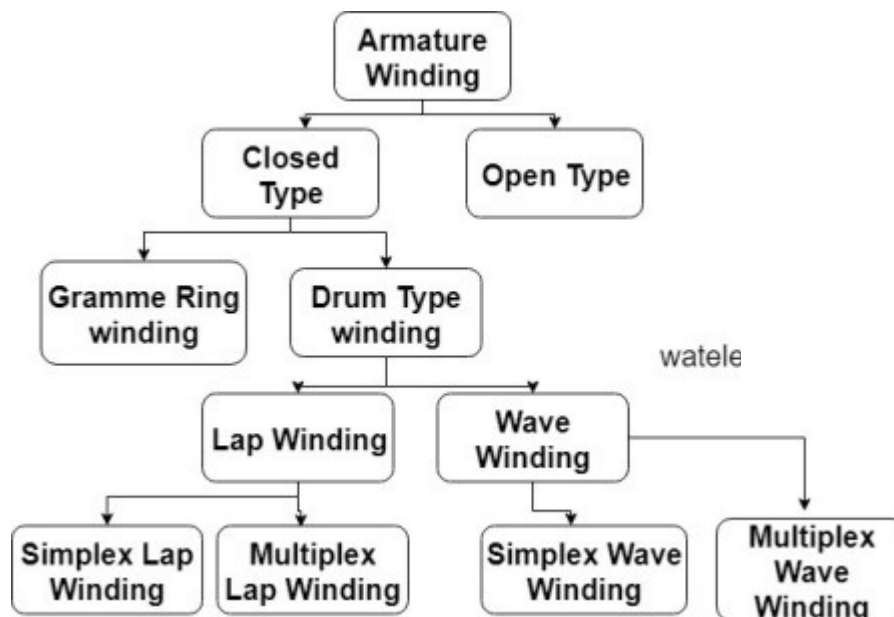 Armature
Winding
Closed
Type
Open Type
Gramme Ring
winding
Drum Type
winding
watele
Lap Winding
Wave
Winding
Simplex Lap
Winding
Multiplex
Lap Winding
Simplex Wave
Winding
Multiplex
Wave
Winding